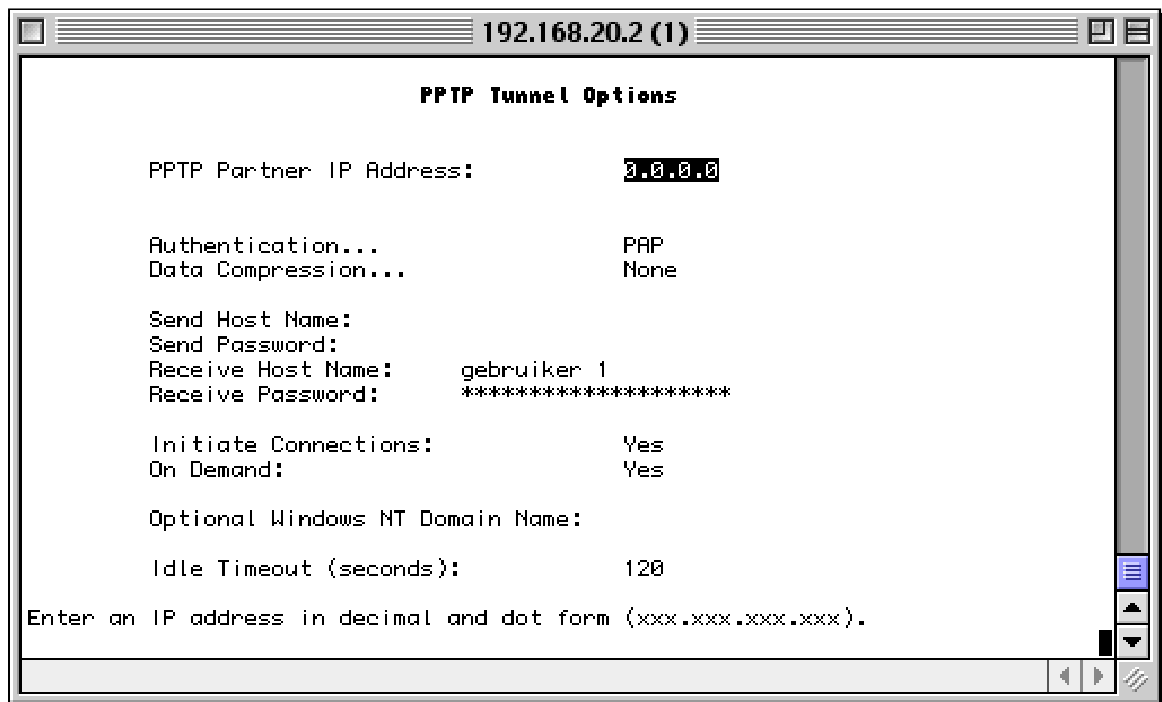 192.168.20.2 (1)
PPTP Tunnel Options
PPTP Partner IP Address: 0.0.0.0
Authentication... PAP
Data Compression... None
Send Host Name:
Send Password:
Receive Host Name: gebruiker 1
Receive Password: ********************
Initiate Connections: Yes
On Demand: Yes
Optional Windows NT Domain Name:
Idle Timeout (seconds): 120
Enter an IP address in decimal and dot form (xxx.xxx.xxx.xxx).